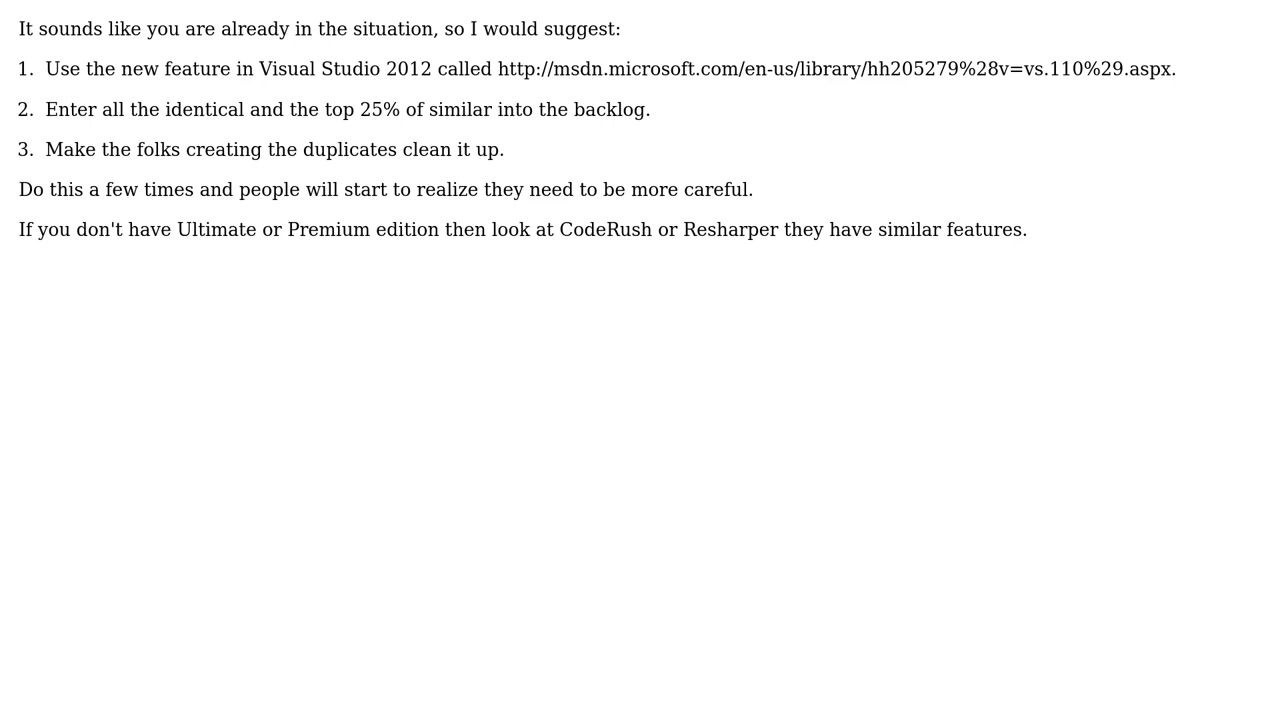 It sounds like you are already in the situation, so I would suggest:
1. Use the new feature in Visual Studio 2012 called http://msdn.microsoft.com/en-us/library/hh205279%28v=vs.110%29.aspx.
2. Enter all the identical and the top 25% of similar into the backlog.
3. Make the folks creating the duplicates clean it up.
Do this a few times and people will start to realize they need to be more careful.
If you don't have Ultimate or Premium edition then look at CodeRush or Resharper they have similar features.